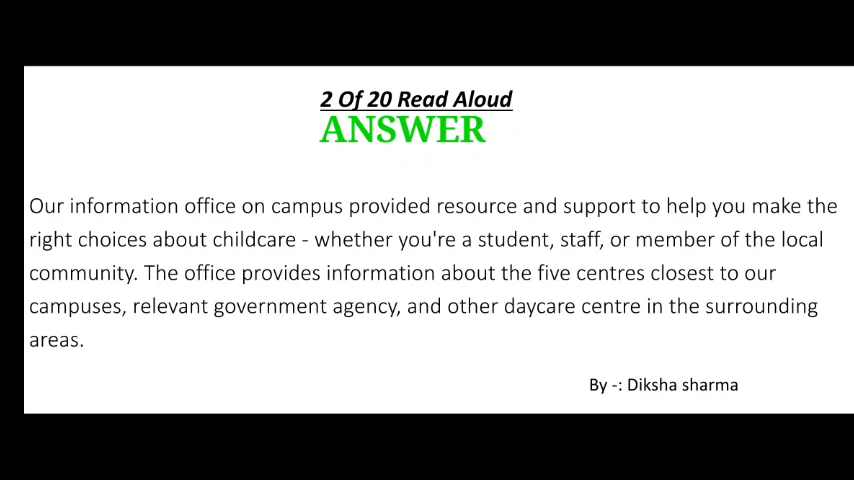 2 Of 20 Read Aloud
ANSWER
Our information office on campus provided resource and support to help you make the
right choices about childcare - whether you're a student, staff, or member of the local
community. The office provides information about the five centres closest to our
campuses, relevant government agency, and other daycare centre in the surrounding
areas.
By -: Diksha sharma